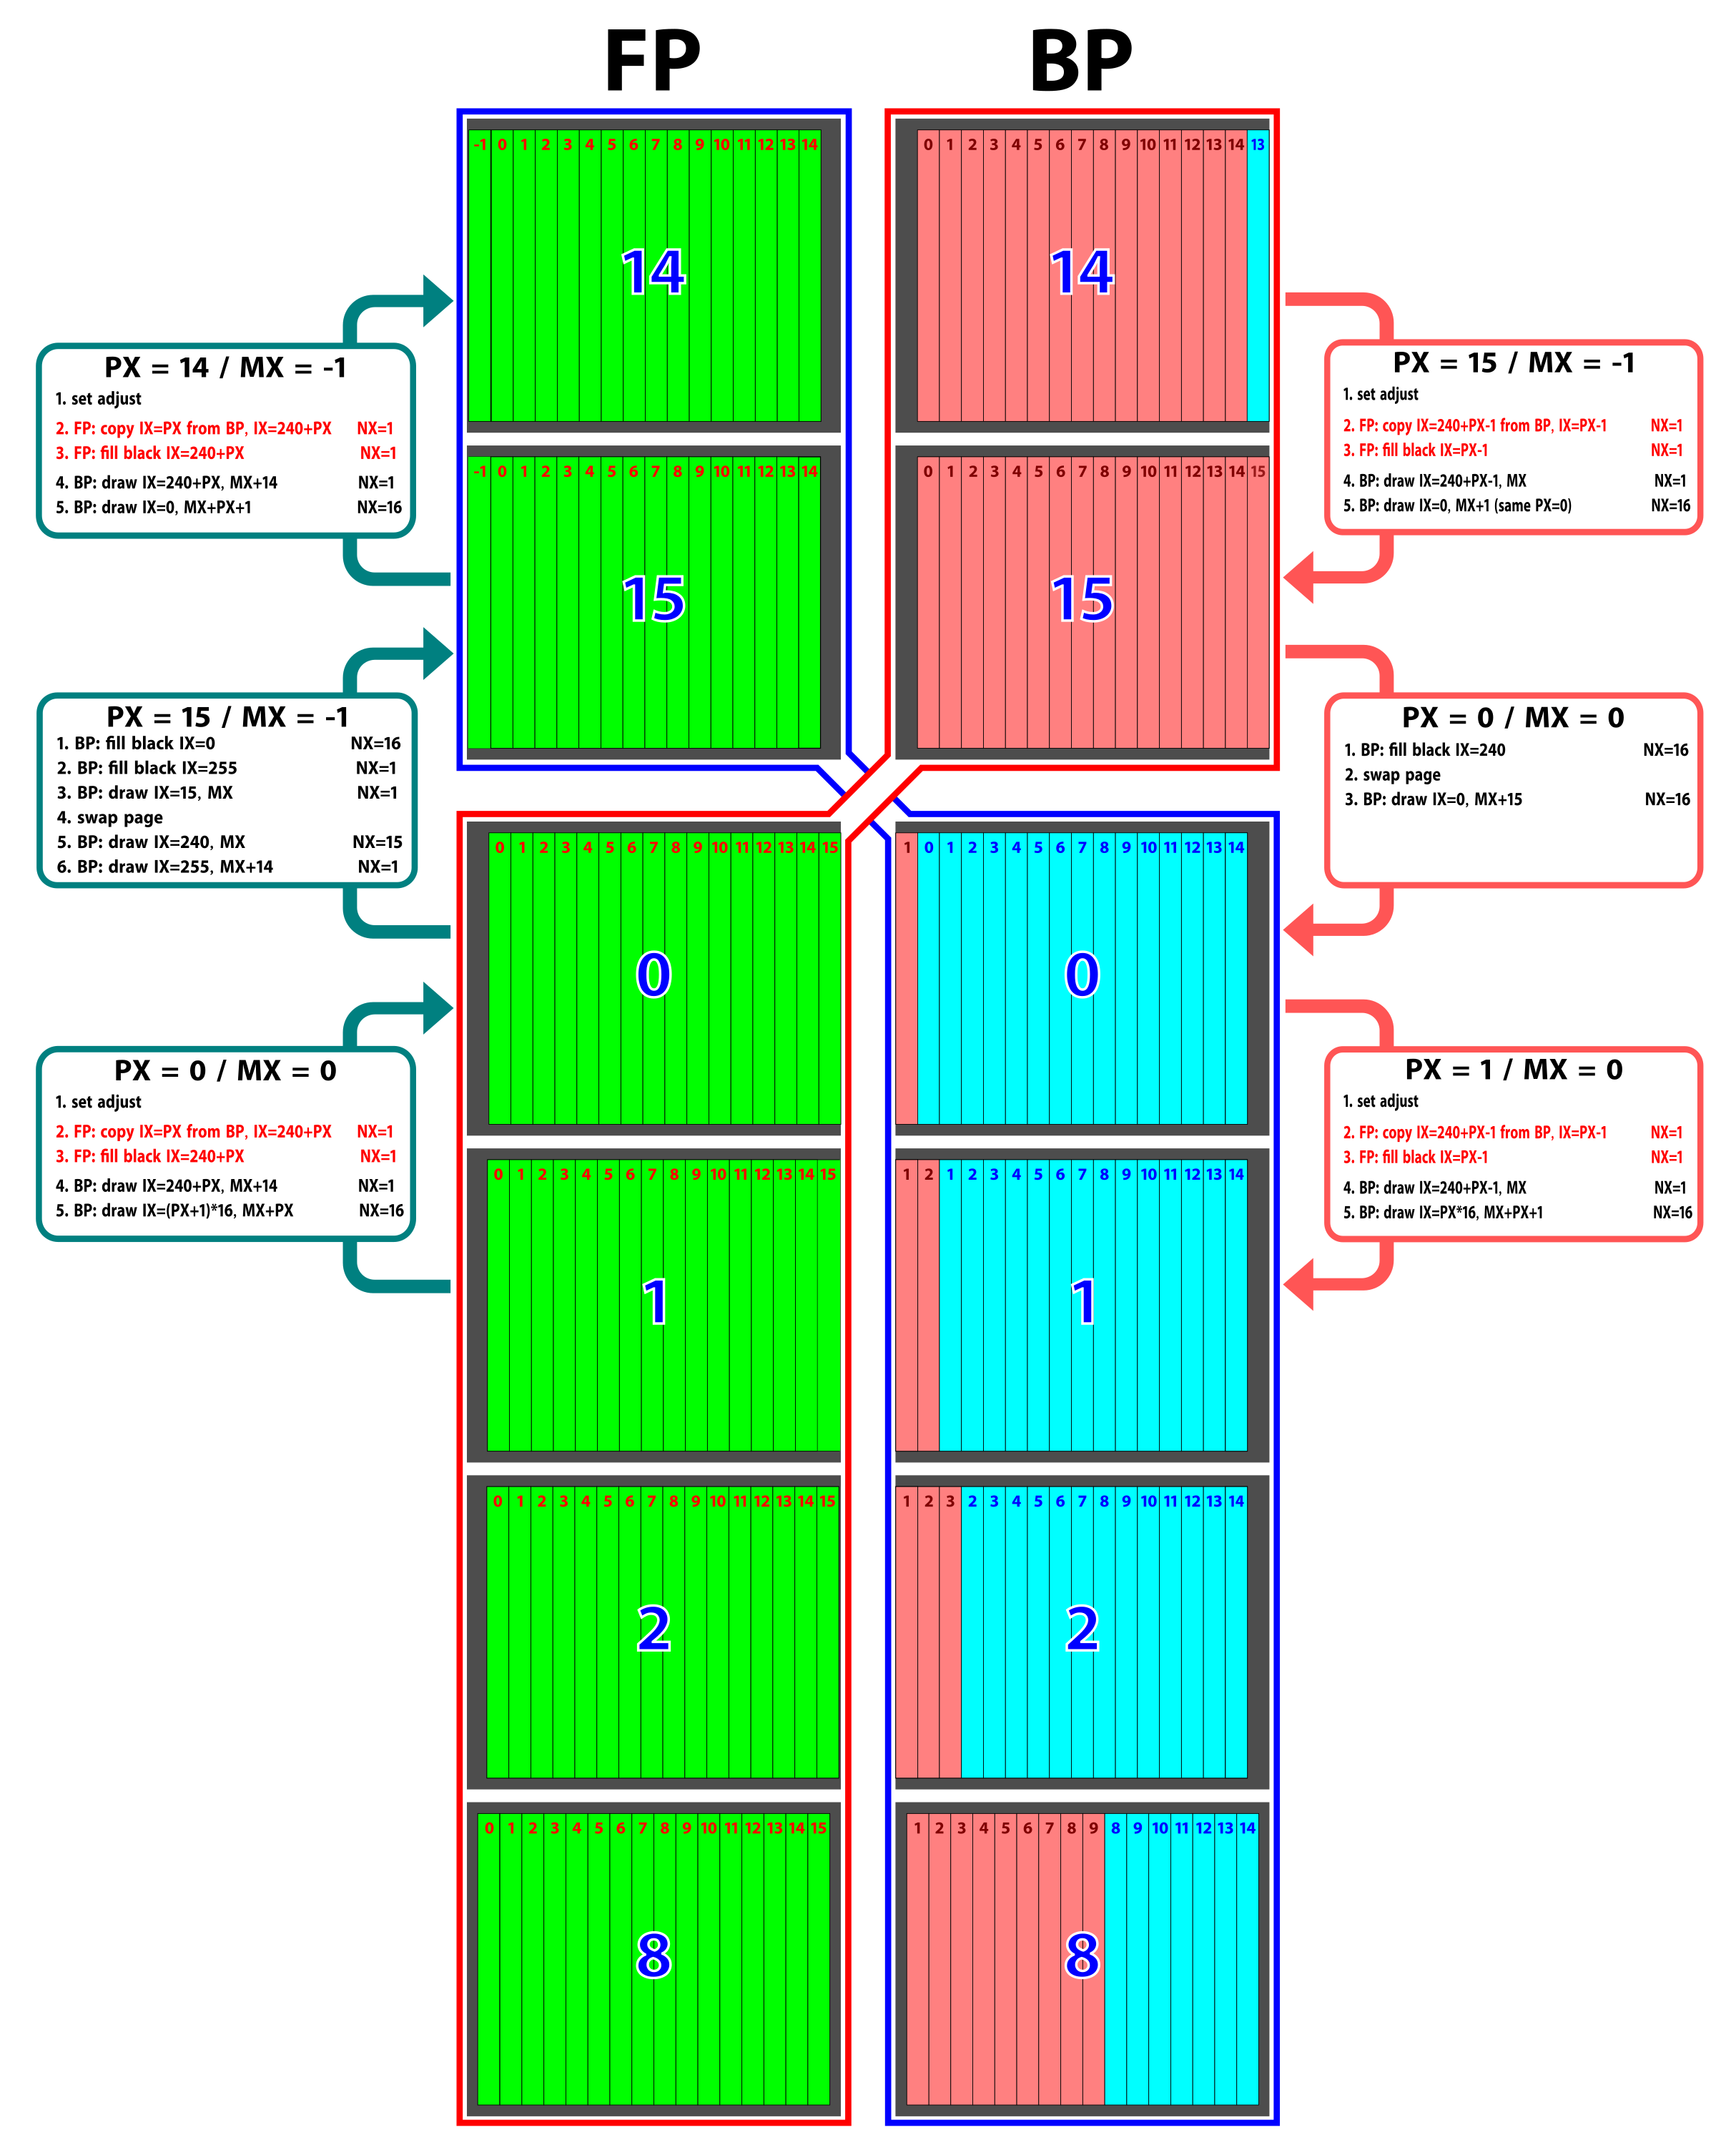 FP BP
-1 0 1 2 3 4 5 6 7 8 9 10 11 12 13 14
14
0 1 2 3 4 5 6 7 8 9 10 11 12 13 14 13
14
PX = 14 / MX = -1
1. set adjust
2. FP: copy IX=PX from BP, IX=240+PX NX=1
3. FP: fill black IX=240+PX NX=1
4. BP: draw IX=240+PX, MX+14 NX=1
5. BP: draw IX=0, MX+PX+1 NX=16
PX = 15 / MX = -1
1. set adjust
2. FP: copy IX=240+PX-1 from BP, IX=PX-1 NX=1
3. FP: fill black IX=PX-1 NX=1
4. BP: draw IX=240+PX-1, MX NX=1
5. BP: draw IX=0, MX+1 (same PX=0) NX=16
-1 0 1 2 3 4 5 6 7 8 9 10 11 12 13 14
15
0 1 2 3 4 5 6 7 8 9 10 11 12 13 14 15
15
PX = 15 / MX = -1
1. BP: fill black IX=0 NX=16
2. BP: fill black IX=255 NX=1
3. BP: draw IX=15, MX NX=1
4. swap page
5. BP: draw IX=240, MX NX=15
6. BP: draw IX=255, MX+14 NX=1
PX = 0 / MX = 0
1. BP: fill black IX=240 NX=16
2. swap page
3. BP: draw IX=0, MX+15 NX=16
0 1 2 3 4 5 6 7 8 9 10 11 12 13 14 15
0
1 0 1 2 3 4 5 6 7 8 9 10 11 12 13 14
0
PX = 0 / MX = 0
1. set adjust
2. FP: copy IX=PX from BP, IX=240+PX NX=1
3. FP: fill black IX=240+PX NX=1
4. BP: draw IX=240+PX, MX+14 NX=1
5. BP: draw IX=(PX+1)*16, MX+PX NX=16
PX = 1 / MX = 0
1. set adjust
2. FP: copy IX=240+PX-1 from BP, IX=PX-1 NX=1
3. FP: fill black IX=PX-1 NX=1
4. BP: draw IX=240+PX-1, MX NX=1
5. BP: draw IX=PX*16, MX+PX+1 NX=16
0 1 2 3 4 5 6 7 8 9 10 11 12 13 14 15
1
1 2 1 2 3 4 5 6 7 8 9 10 11 12 13 14
1
0 1 2 3 4 5 6 7 8 9 10 11 12 13 14 15
2
1 2 3 2 3 4 5 6 7 8 9 10 11 12 13 14
2
0 1 2 3 4 5 6 7 8 9 10 11 12 13 14 15
8
1 2 3 4 5 6 7 8 9 8 9 10 11 12 13 14
8